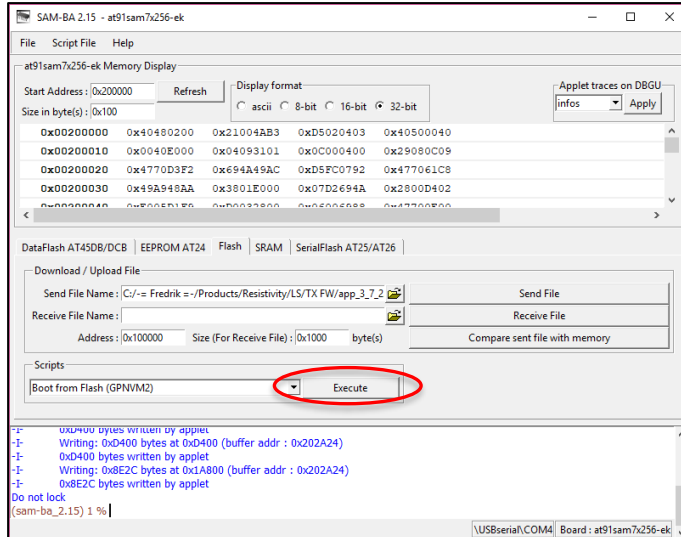 SAM-BA 2.15 - at91sam7x256-ek
File Script File Help
at91sam7x256-ek Memory Display
Start Address : 0x200000 Refresh
Size in byte(s) : 0x100
Display format
ascii 8-bit 16-bit 32-bit
Applet traces on DBGU
infos Apply
0x00200000 0x40480200 0x21004AB3 0xD5020403 0x40500040
0x00200010 0x0040E000 0x04093101 0x0C000400 0x29080C09
0x00200020 0x4770D3F2 0x694A49AC 0xD5FC0792 0x477061C8
0x00200030 0x49A948AA 0x3801E000 0x07D2694A 0x2800D402
DataFlash AT45DB/DCB EEPROM AT24 Flash SRAM SerialFlash AT25/AT26
Download / Upload File
Send File Name : C:/-= Fredrik =-/Products/Resistivity/LS/TX FW/app_3_7_2 Send File
Receive File Name : Receive File
Address : 0x100000 Size (For Receive File) : 0x1000 byte(s) Compare sent file with memory
Scripts
Boot from Flash (GPNVM2) Execute
-I- 0xD400 bytes written by applet
-I- Writing: 0xD400 bytes at 0xD400 (buffer addr : 0x202A24)
-I- 0xD400 bytes written by applet
-I- Writing: 0x8E2C bytes at 0x1A800 (buffer addr : 0x202A24)
-I- 0x8E2C bytes written by applet
Do not lock
(sam-ba_2.15) 1 %
\USBserial\COM4 Board : at91sam7x256-ek